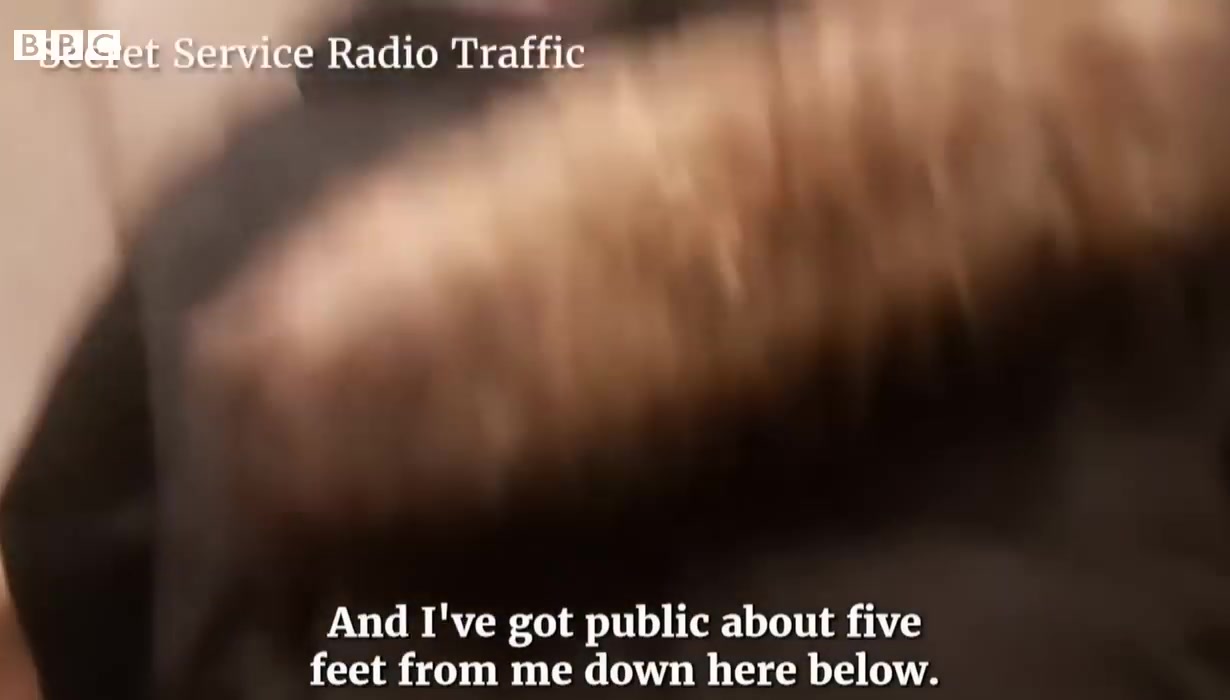 BBC
Secret Service Radio Traffic
And I've got public about five
feet from me down here below.